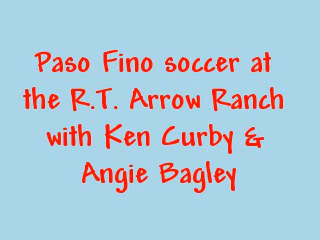 Paso Fino soccer at
the R.T. Arrow Ranch
with Ken Curby &
Angie Bagley